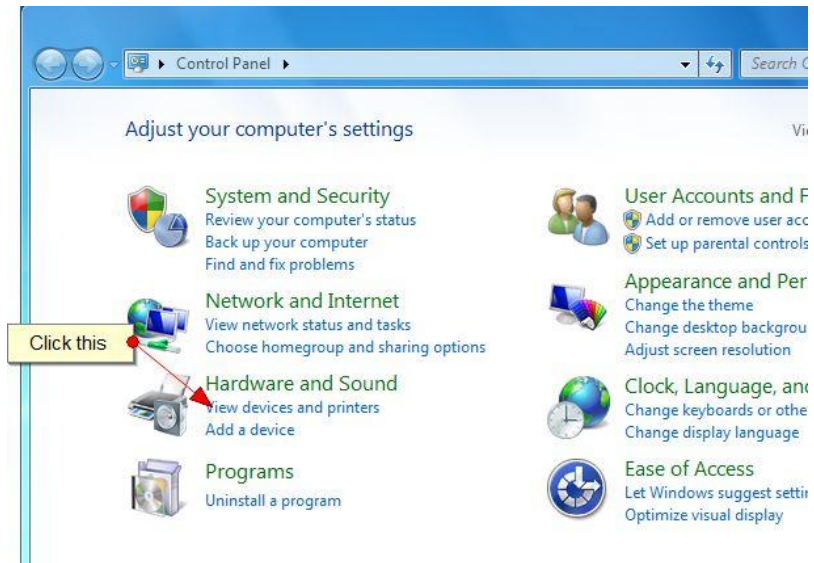 Control Panel
Search
Adjust your computer's settings
System and Security
Review your computer's status
Back up your computer
Find and fix problems
Network and Internet
View network status and tasks
Choose homegroup and sharing options
Click this
Hardware and Sound
View devices and printers
Add a device
Programs
Uninstall a program
User Accounts and F
Add or remove user acc
Set up parental controls
Appearance and Per
Change the theme
Change desktop backgrou
Adjust screen resolution
Clock, Language, and
Change keyboards or othe
Change display language
Ease of Access
Let Windows suggest settin
Optimize visual display